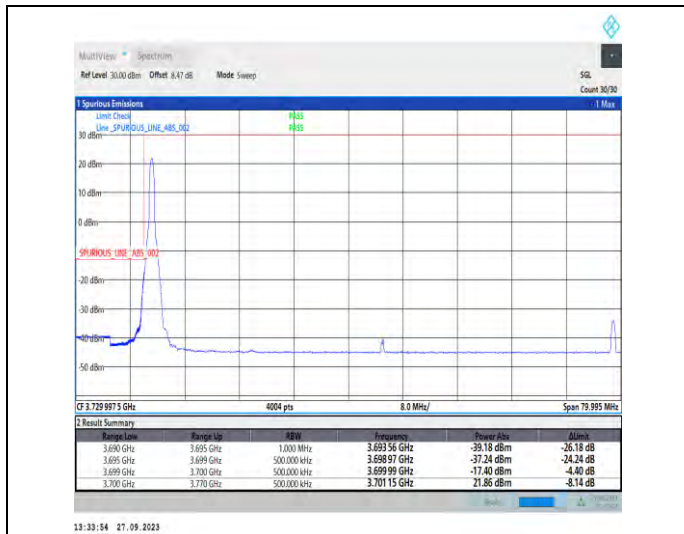 MultiView Spectrum
Ref Level 30.00 dBm Offset 8.47 dB Mode Sweep SGL
Count 30/30
1 Spurious Emissions 1 Max
Limit Check PASS
Line _SPURIOUS_LINE_ABS_002 PASS
30 dBm
20 dBm
10 dBm
0 dBm
_SPURIOUS_LINE_ABS_002
-20 dBm
-30 dBm
-40 dBm
-50 dBm
CF 3.729 997 5 GHz 4004 pts 8.0 MHz/ Span 79.995 MHz
2 Result Summary
Range Low Range Up RBW Frequency Power Abs ΔLimit
3.690 GHz 3.695 GHz 1.000 MHz 3.693 56 GHz -39.18 dBm -26.18 dB
3.695 GHz 3.699 GHz 500.000 kHz 3.698 97 GHz -37.24 dBm -24.24 dB
3.699 GHz 3.700 GHz 500.000 kHz 3.699 99 GHz -17.40 dBm -4.40 dB
3.700 GHz 3.770 GHz 500.000 kHz 3.701 15 GHz 21.86 dBm -8.14 dB
13:33:54 27.09.2023